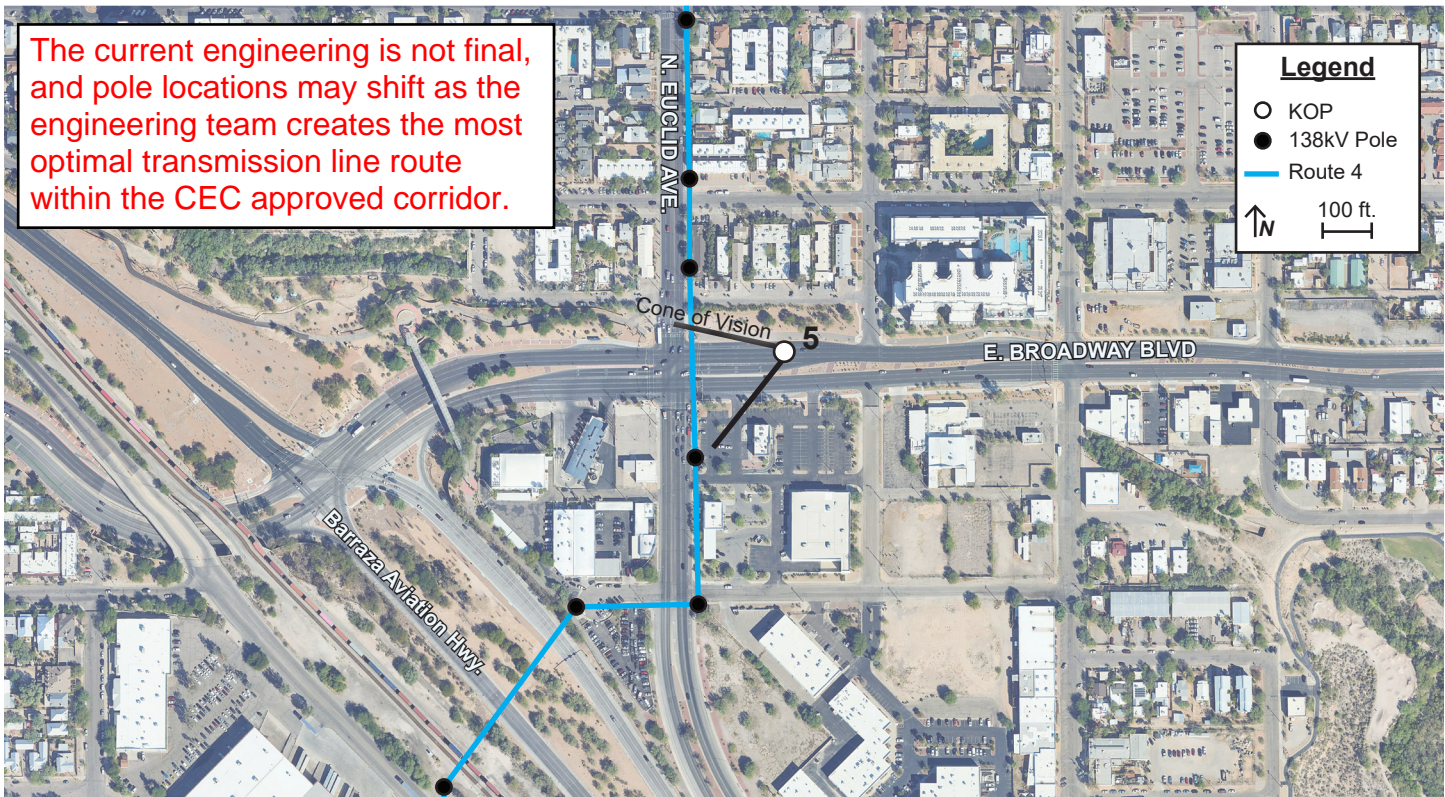 The current engineering is not final,
and pole locations may shift as the
engineering team creates the most
optimal transmission line route
within the CEC approved corridor.
N. EUCLID AVE.
Legend
KOP
138kV Pole
Route 4
N
100 ft.
Cone of Vision
5
E. BROADWAY BLVD
Barraza Aviation Hwy.